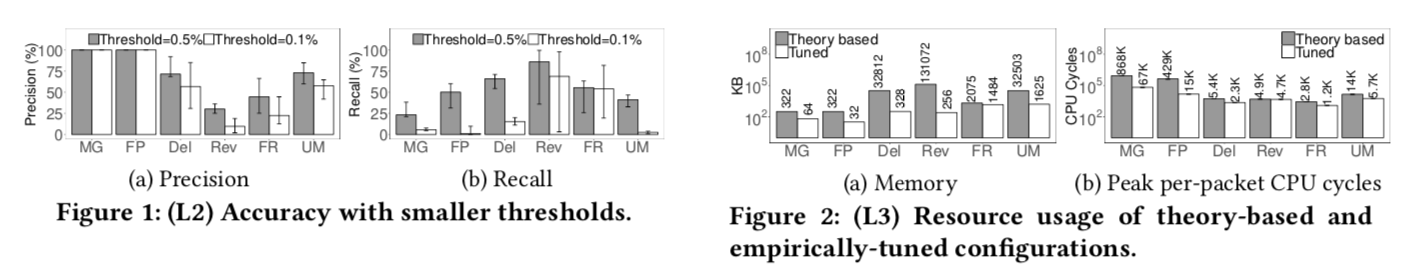 Threshold=0.5% Threshold=0.1%
Precision (%)
100
75
50
25
0
MG FP Del Rev FR UM
(a) Precision
Threshold=0.5% Threshold=0.1%
Recall (%)
100
75
50
25
0
MG FP Del Rev FR UM
(b) Recall
Figure 1: (L2) Accuracy with smaller thresholds.
Theory based
Tuned
KB
10^8
10^5
10^2
322 64 322 32 32812 328 131072 256 2075 1484 32503 1625
MG FP Del Rev FR UM
(a) Memory
Theory based
Tuned
CPU Cycles
10^8
10^5
10^2
868K 67K 429K 15K 5.4K 2.3K 4.9K 4.7K 2.8K 1.2K 14K 5.7K
MG FP Del Rev FR UM
(b) Peak per-packet CPU cycles
Figure 2: (L3) Resource usage of theory-based and
empirically-tuned configurations.